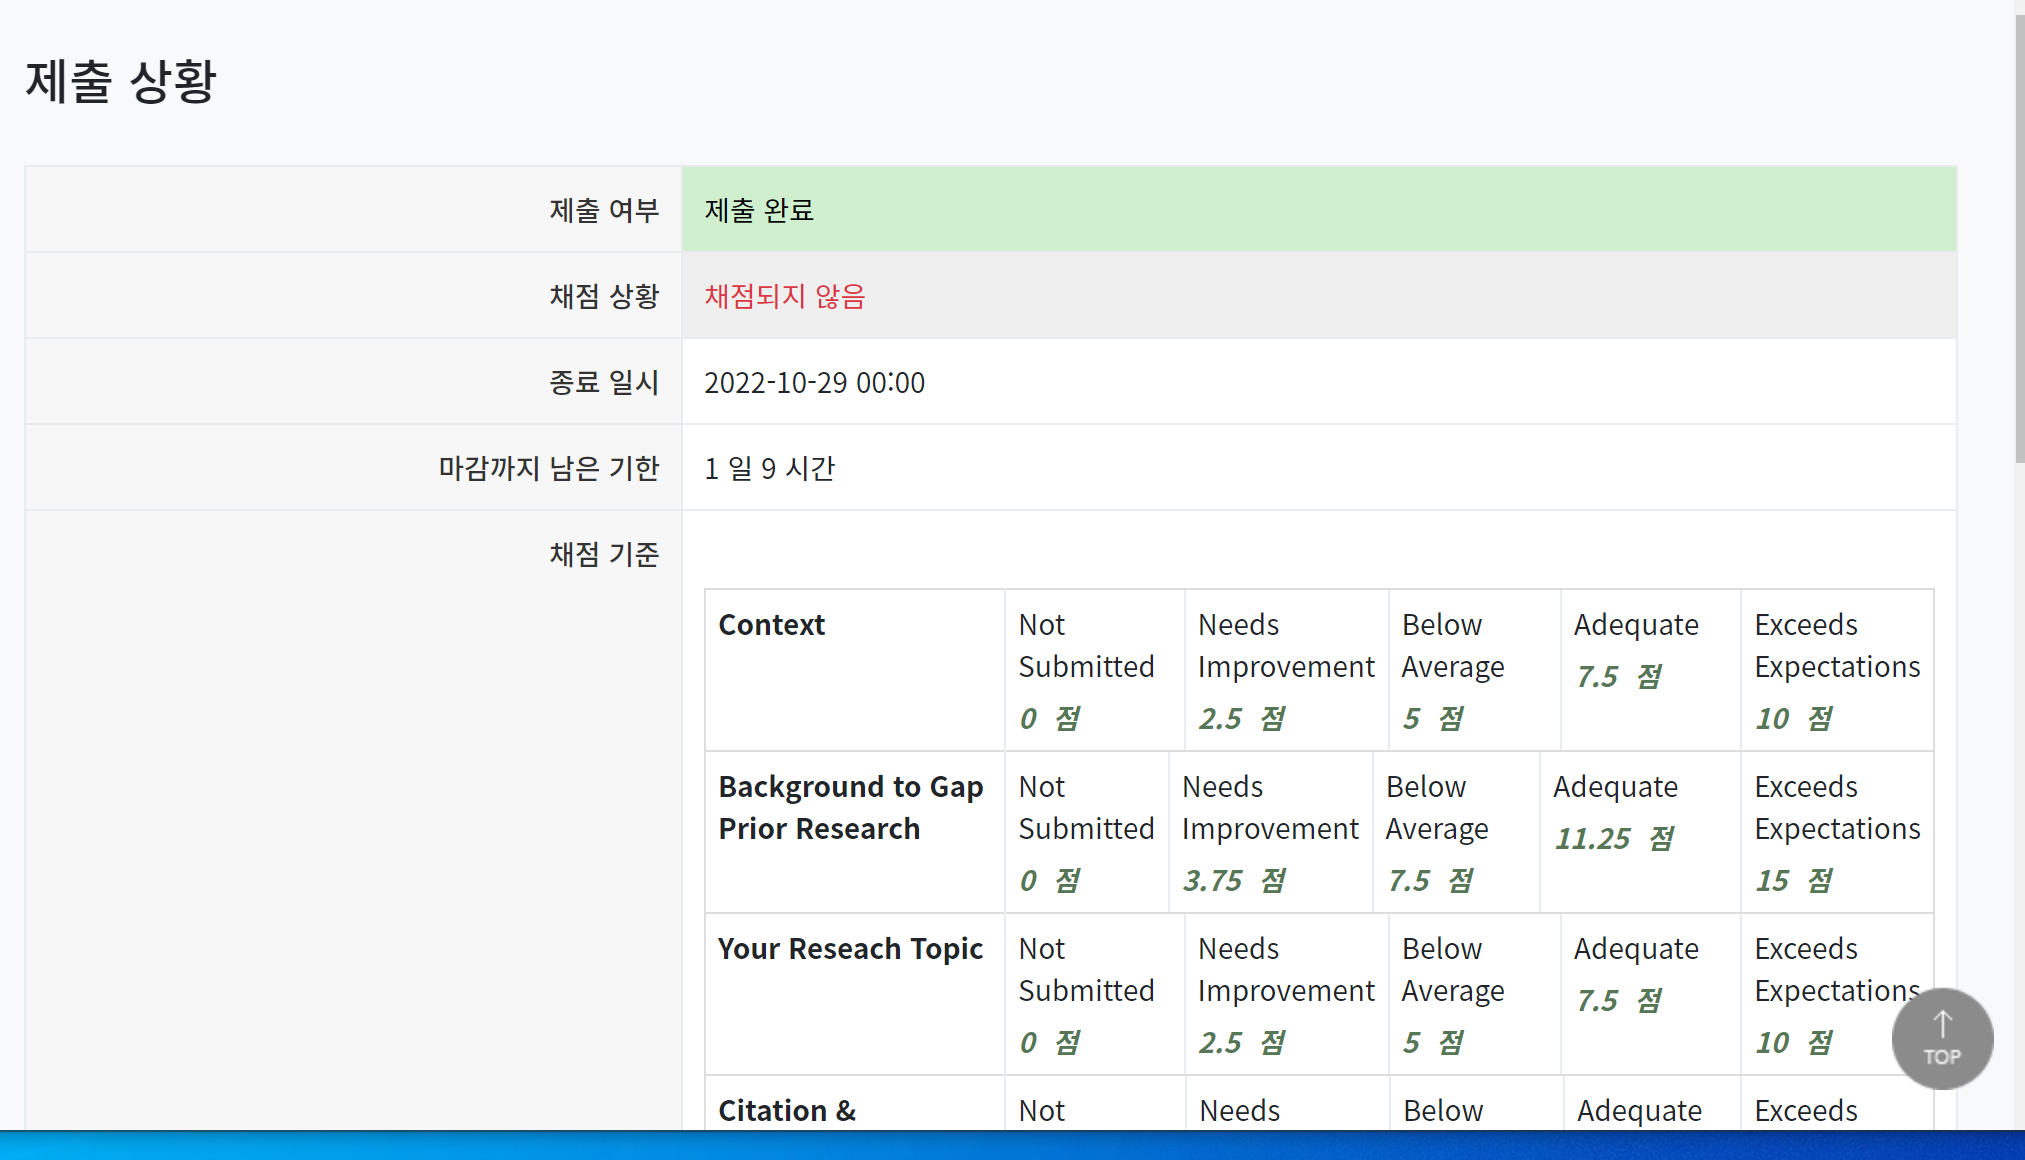 제출 상황
제출 여부 제출 완료
채점 상황 채점되지 않음
종료 일시 2022-10-29 00:00
마감까지 남은 기한 1 일 9 시간
채점 기준
Context Not Needs Below Adequate Exceeds
Submitted Improvement Average 7.5 점 Expectations
0 점 2.5 점 5 점 10 점
Background to Gap Not Needs Below Adequate Exceeds
Prior Research Submitted Improvement Average 11.25 점 Expectations
0 점 3.75 점 7.5 점 15 점
Your Reseach Topic Not Needs Below Adequate Exceeds
Submitted Improvement Average 7.5 점 Expectations
0 점 2.5 점 5 점 10 점
Citation & Not Needs Below Adequate Exceeds
TOP